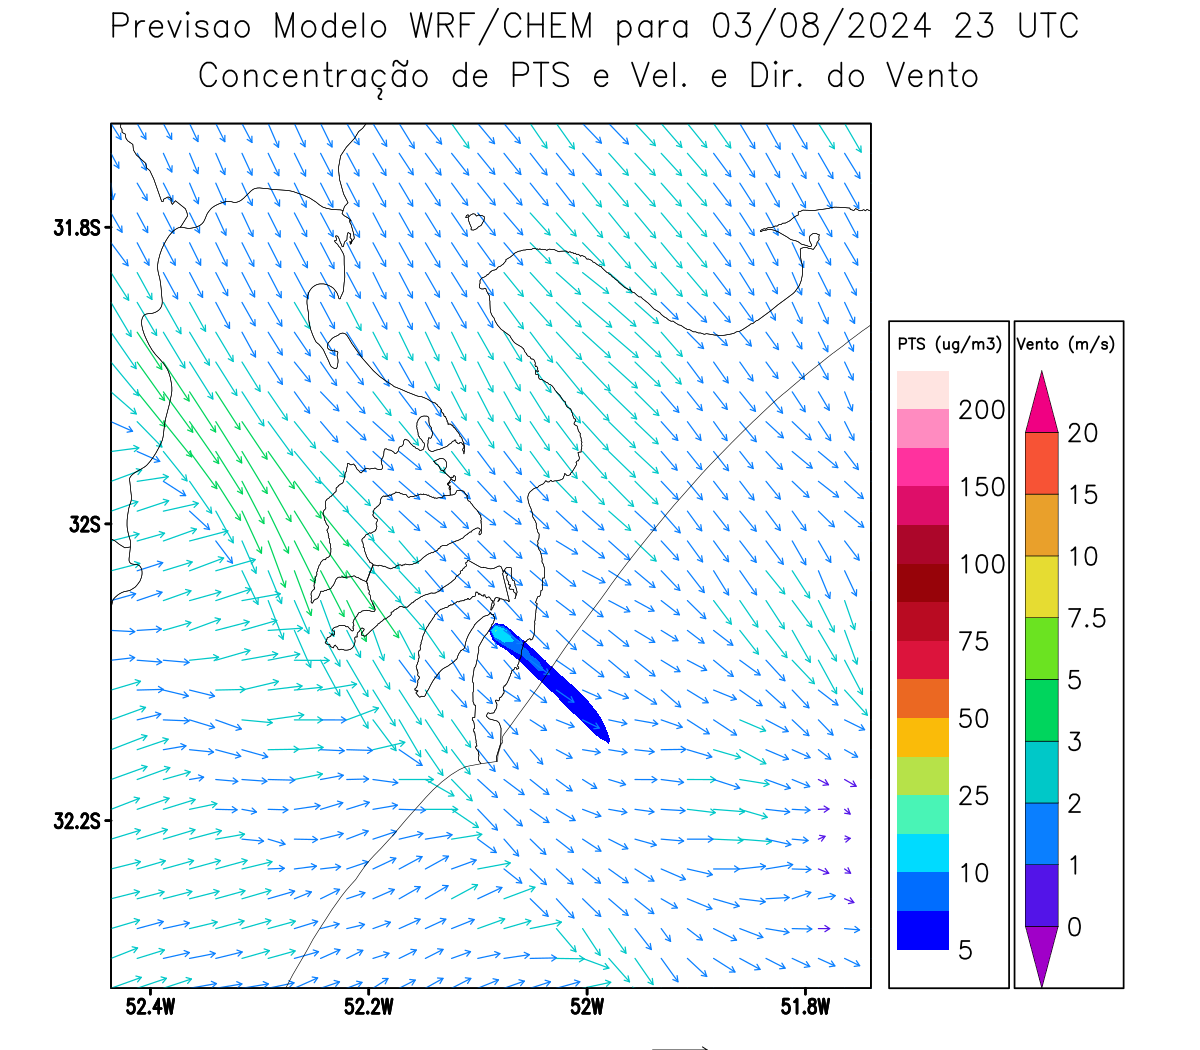 Previsao Modelo WRF/CHEM para 03/08/2024 23 UTC
Concentração de PTS e Vel. e Dir. do Vento
31.8S
32S
32.2S
52.4W
52.2W
52W
51.8W
PTS (ug/m3)
200
150
100
75
50
25
10
5
Vento (m/s)
20
15
10
7.5
5
3
2
1
0